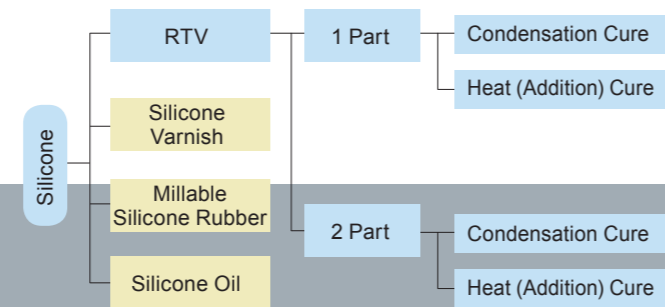 Silicone
RTV
Silicone
Varnish
Millable
Silicone Rubber
Silicone Oil
1 Part
2 Part
Condensation Cure
Heat (Addition) Cure
Condensation Cure
Heat (Addition) Cure